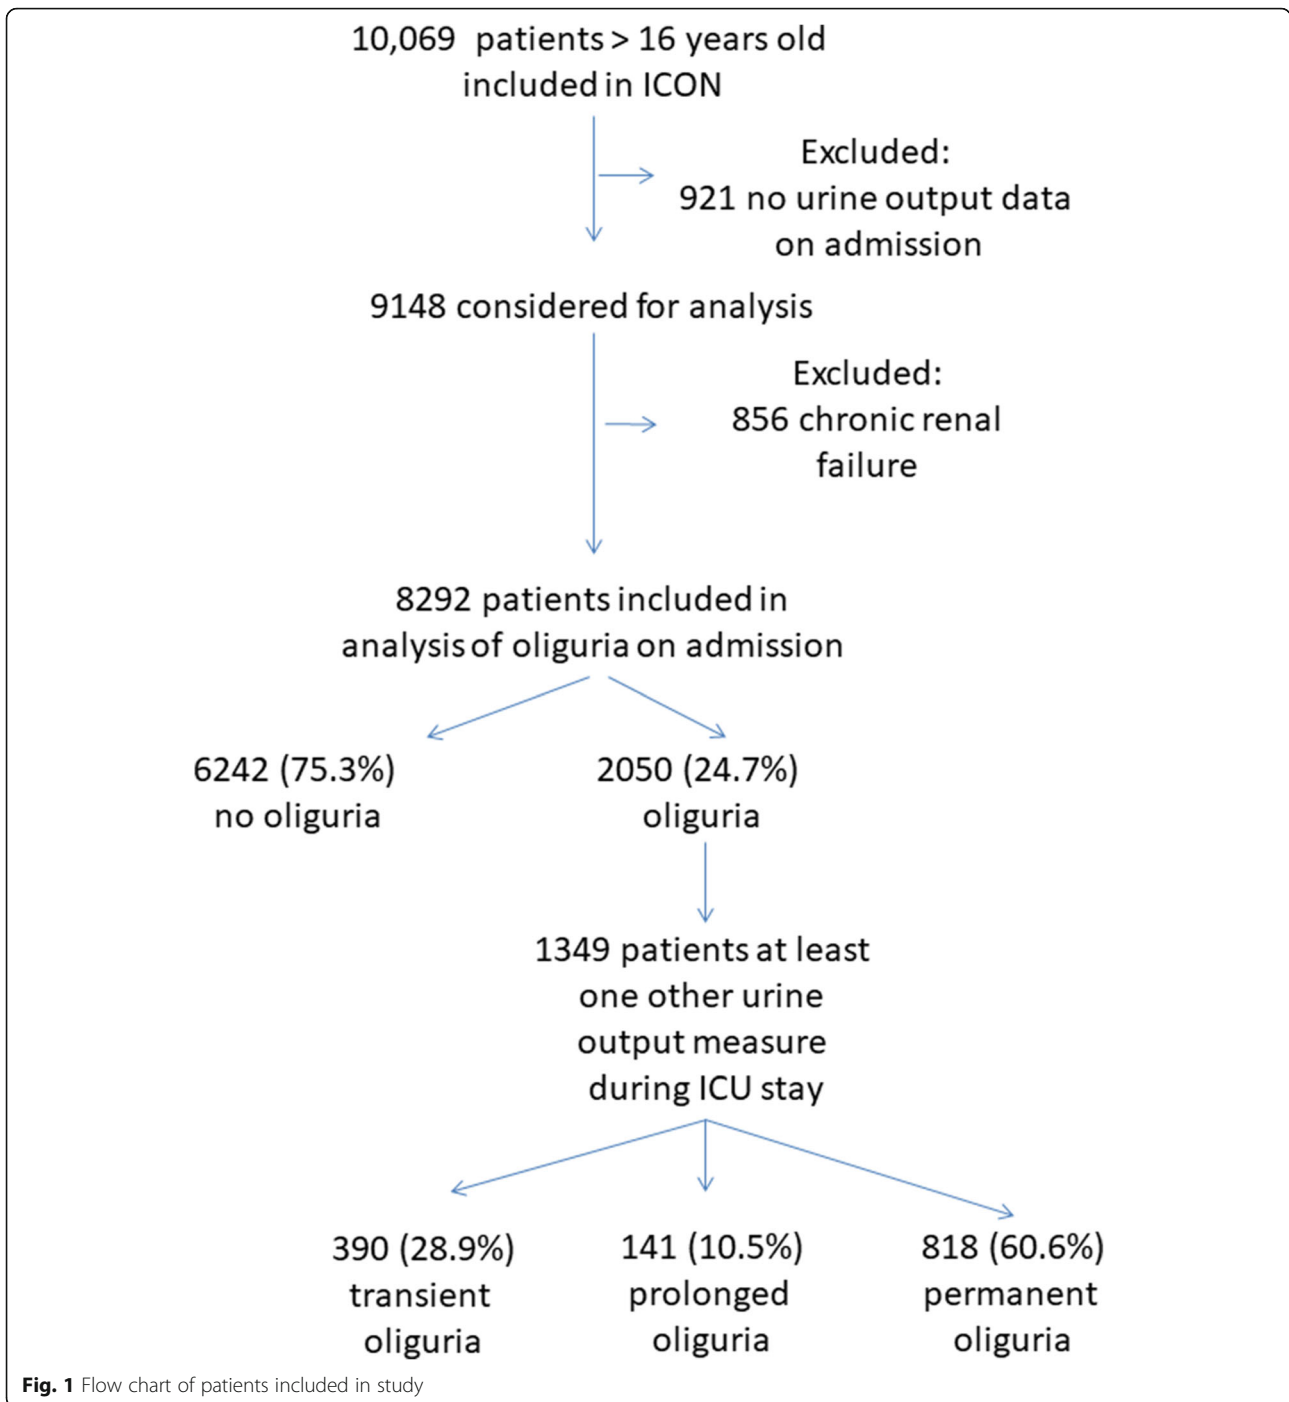 10,069 patients > 16 years old
included in ICON
Excluded:
921 no urine output data
on admission
9148 considered for analysis
Excluded:
856 chronic renal
failure
8292 patients included in
analysis of oliguria on admission
6242 (75.3%)
no oliguria
2050 (24.7%)
oliguria
1349 patients at least
one other urine
output measure
during ICU stay
390 (28.9%)
transient
oliguria
141 (10.5%)
prolonged
oliguria
818 (60.6%)
permanent
oliguria
Fig. 1 Flow chart of patients included in study